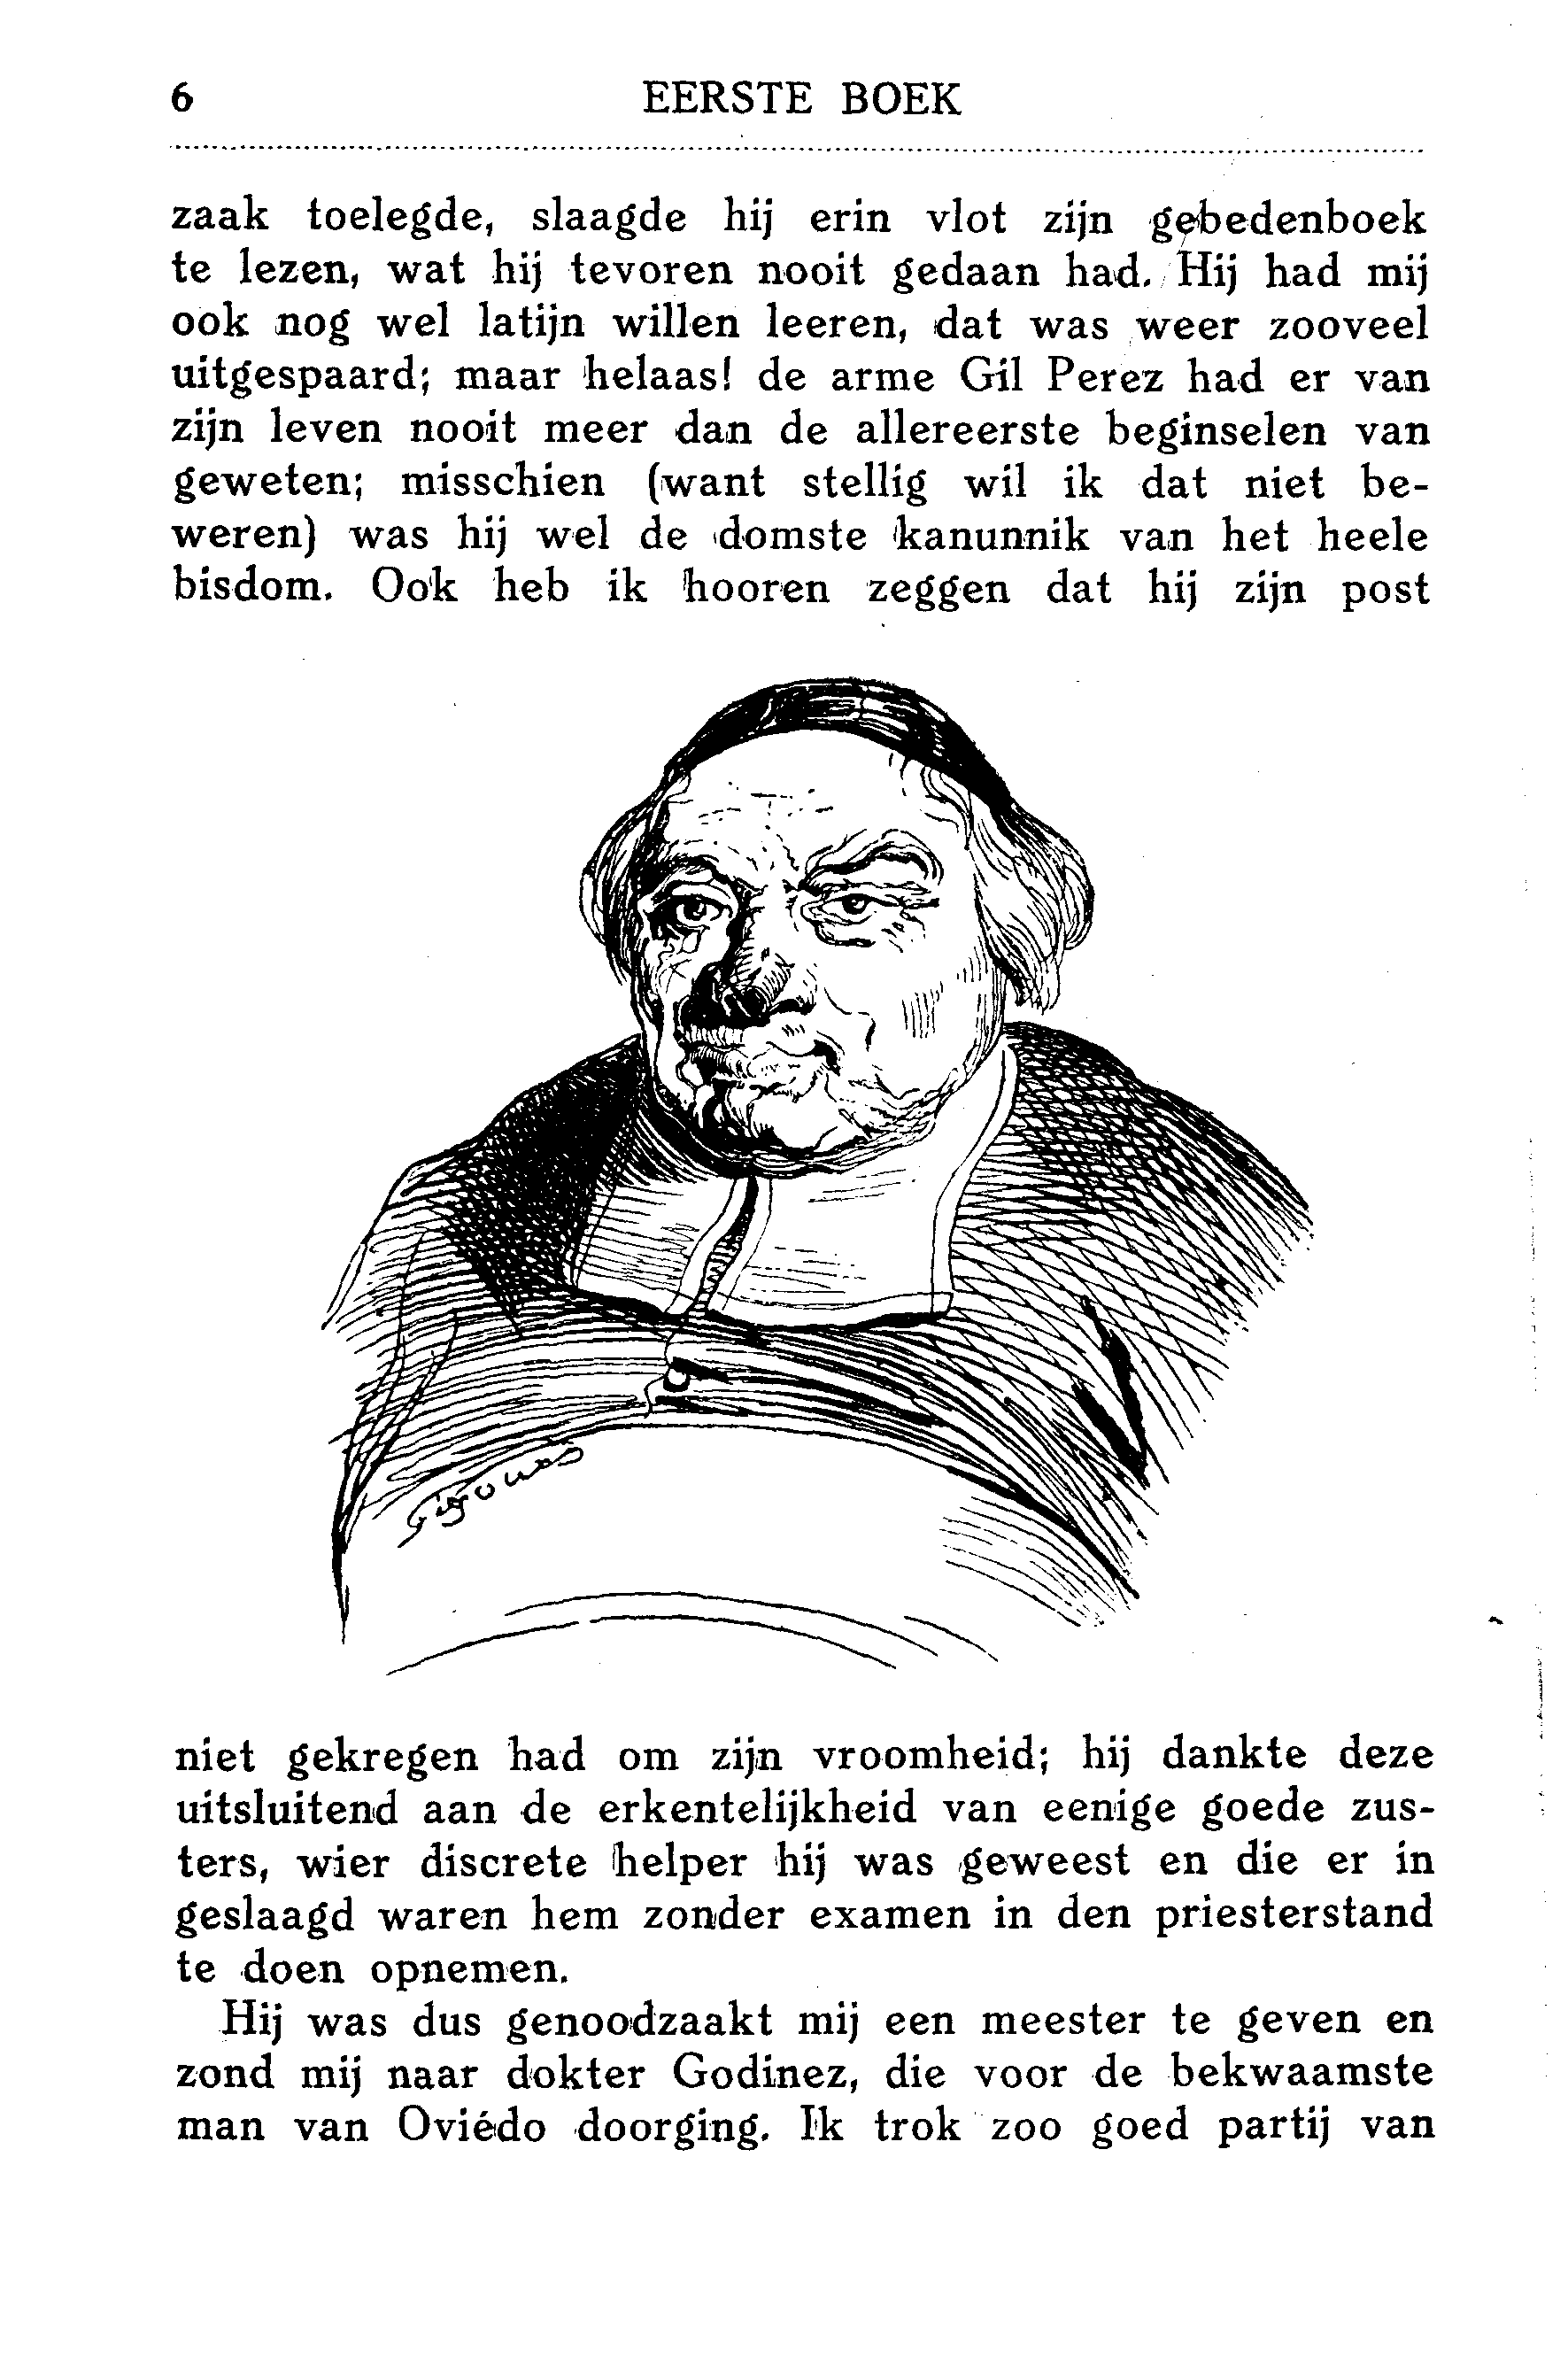 6 EERSTE BOEK
zaak toelegde, slaagde hij erin vlot zijn gebedenboek
te lezen, wat hij tevoren nooit gedaan had. Hij had mij
ook nog wel latijn willen leeren, dat was weer zooveel
uitgespaard; maar helaas! de arme Gil Perez had er van
zijn leven nooit meer dan de allereerste beginselen van
geweten; misschien (want stellig wil ik dat niet be-
weren) was hij wel de domste kanunnik van het heele
bisdom. Ook heb ik hooren zeggen dat hij zijn post
Gigoux
niet gekregen had om zijn vroomheid; hij dankte deze
uitsluitend aan de erkentelijkheid van eenige goede zus-
ters, wier discrete helper hij was geweest en die er in
geslaagd waren hem zonder examen in den priesterstand
te doen opnemen.
Hij was dus genoodzaakt mij een meester te geven en
zond mij naar dokter Godinez, die voor de bekwaamste
man van Oviédo doorging. Ik trok zoo goed partij van